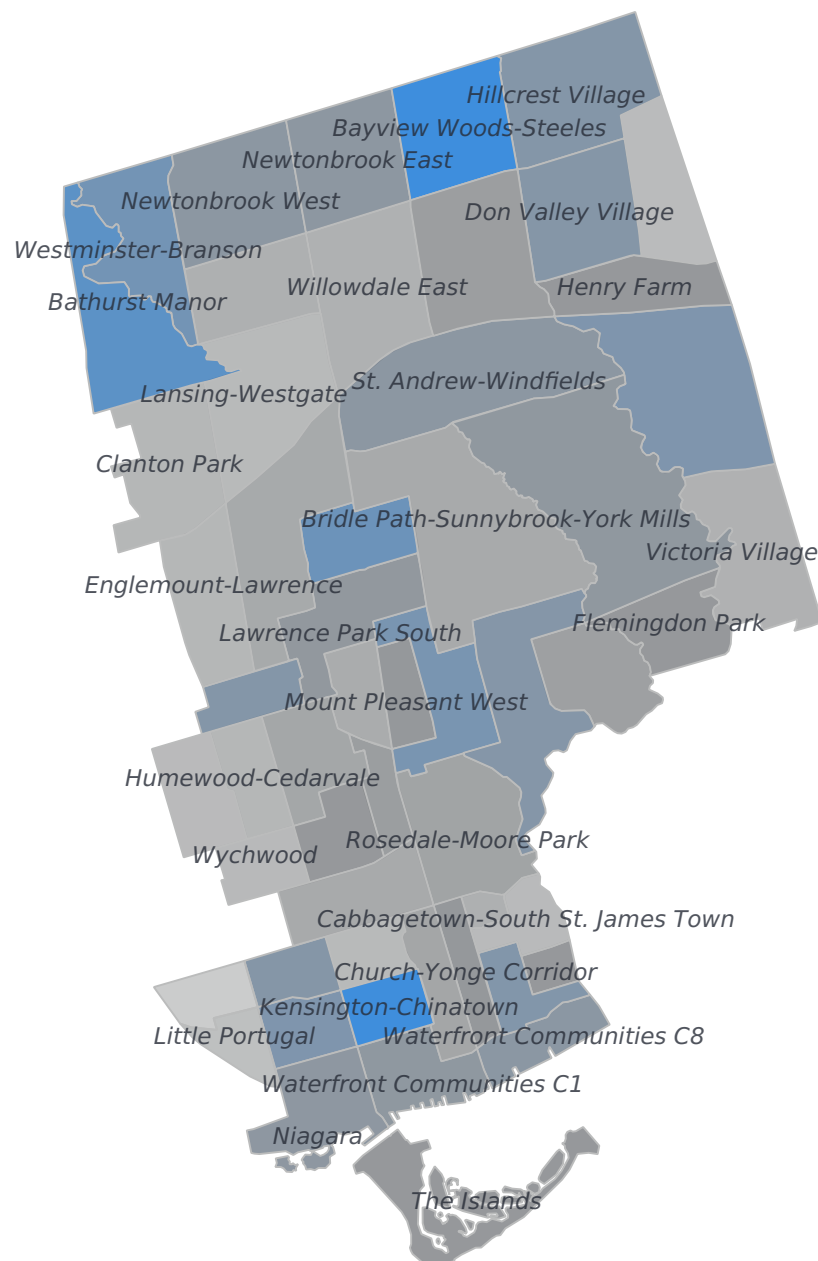 Hillcrest Village
Bayview Woods-Steeles
Newtonbrook East
Newtonbrook West
Don Valley Village
Westminster-Branson
Willowdale East
Henry Farm
Bathurst Manor
St. Andrew-Windfields
Lansing-Westgate
Clanton Park
Bridle Path-Sunnybrook-York Mills
Victoria Village
Englemount-Lawrence
Flemingdon Park
Lawrence Park South
Mount Pleasant West
Humewood-Cedarvale
Rosedale-Moore Park
Wychwood
Cabbagetown-South St. James Town
Church-Yonge Corridor
Kensington-Chinatown
Little Portugal
Waterfront Communities C8
Waterfront Communities C1
Niagara
The Islands